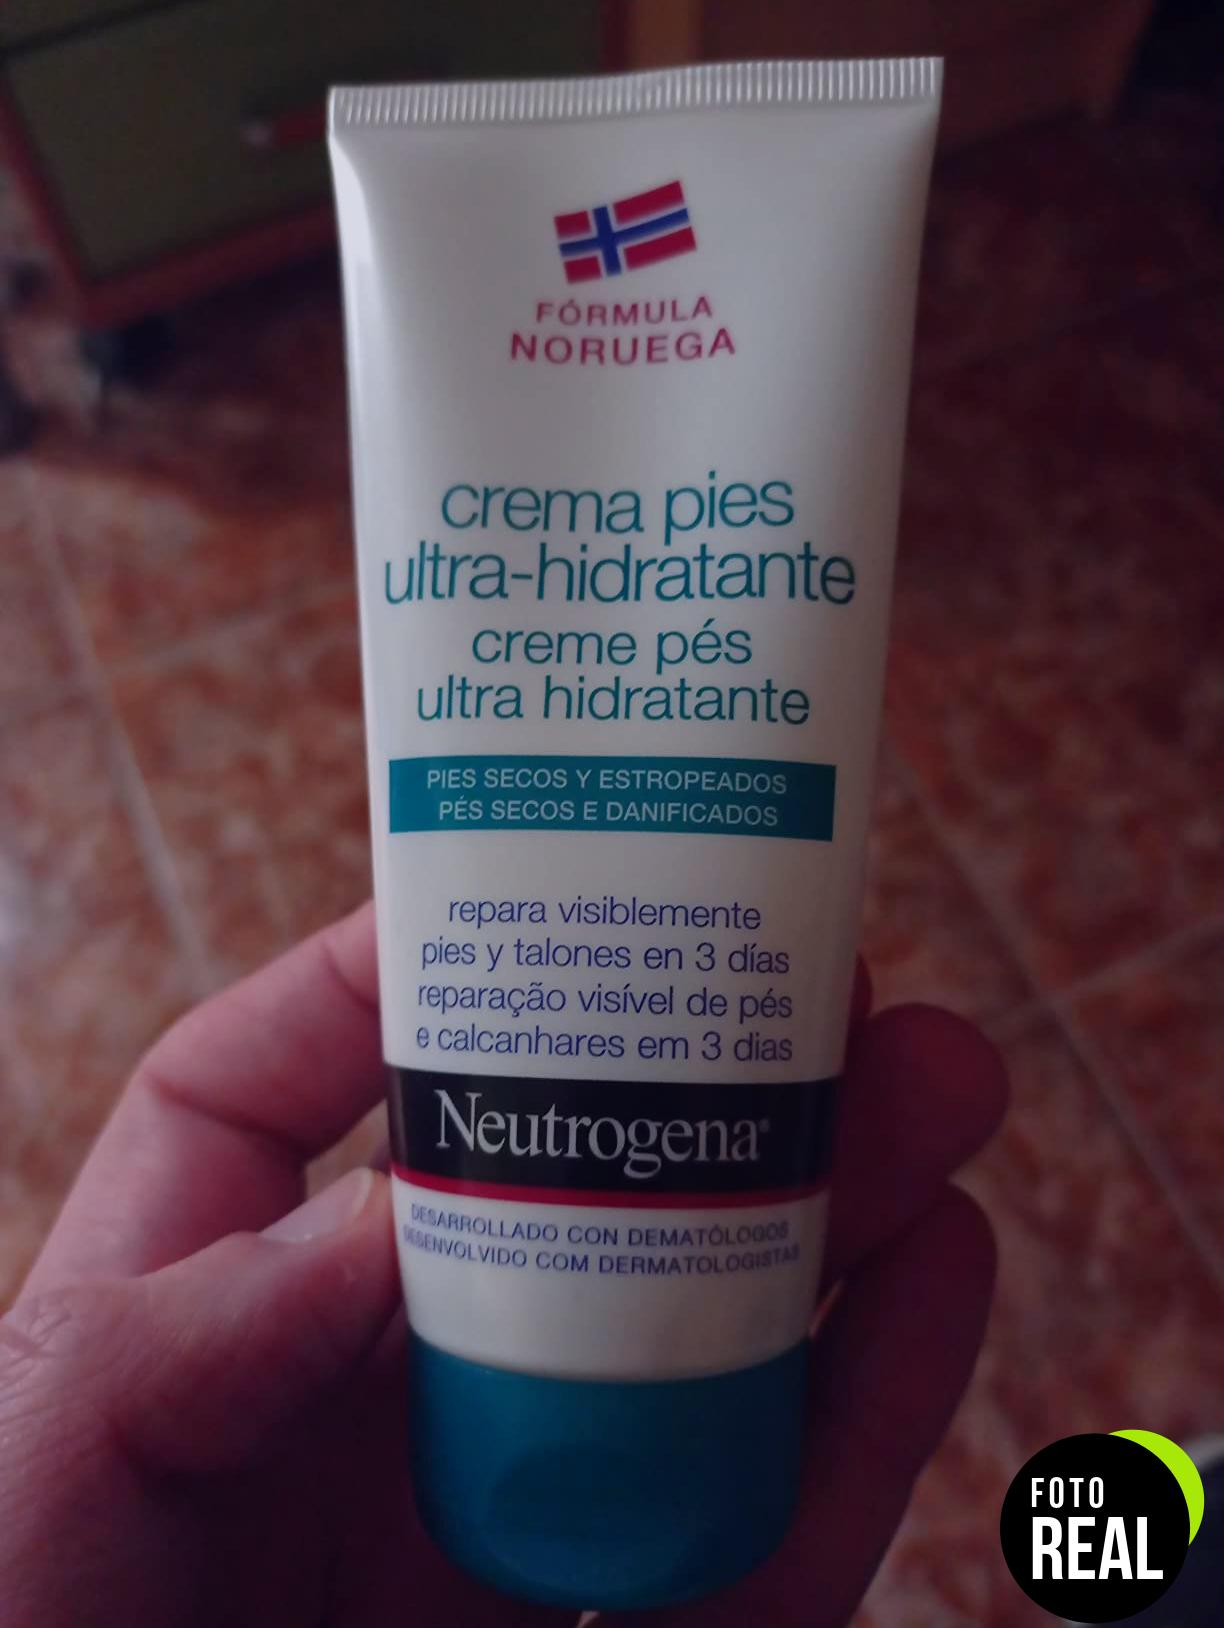 FÓRMULA
NORUEGA
crema pies
ultra-hidratante
creme pés
ultra hidratante
PIES SECOS Y ESTROPEADOS
PÉS SECOS E DANIFICADOS
repara visiblemente
pies y talones en 3 días
reparação visível de pés
e calcanhares em 3 dias
Neutrogena®
DESARROLLADO CON DEMATÓLOGOS
DESENVOLVIDO COM DERMATOLOGISTAS
FOTO
REAL